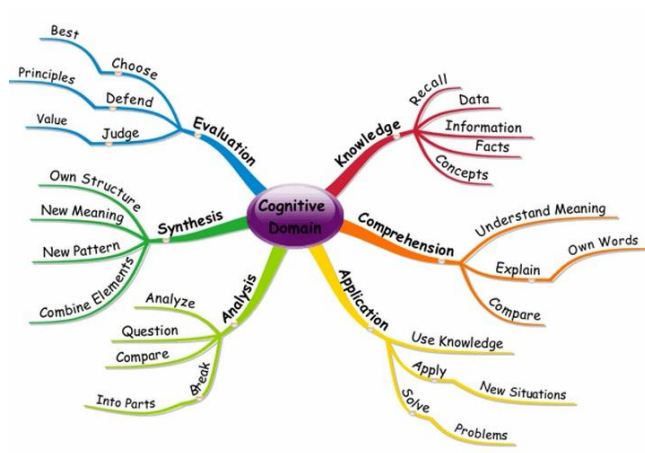 Cognitive
Domain
Knowledge
Recall
Data
Information
Facts
Concepts
Comprehension
Understand Meaning
Explain
Own Words
Compare
Application
Use Knowledge
Apply
New Situations
Solve
Problems
Analysis
Analyze
Question
Compare
Break
Into Parts
Synthesis
Own Structure
New Meaning
New Pattern
Combine Elements
Evaluation
Choose
Best
Defend
Principles
Judge
Value